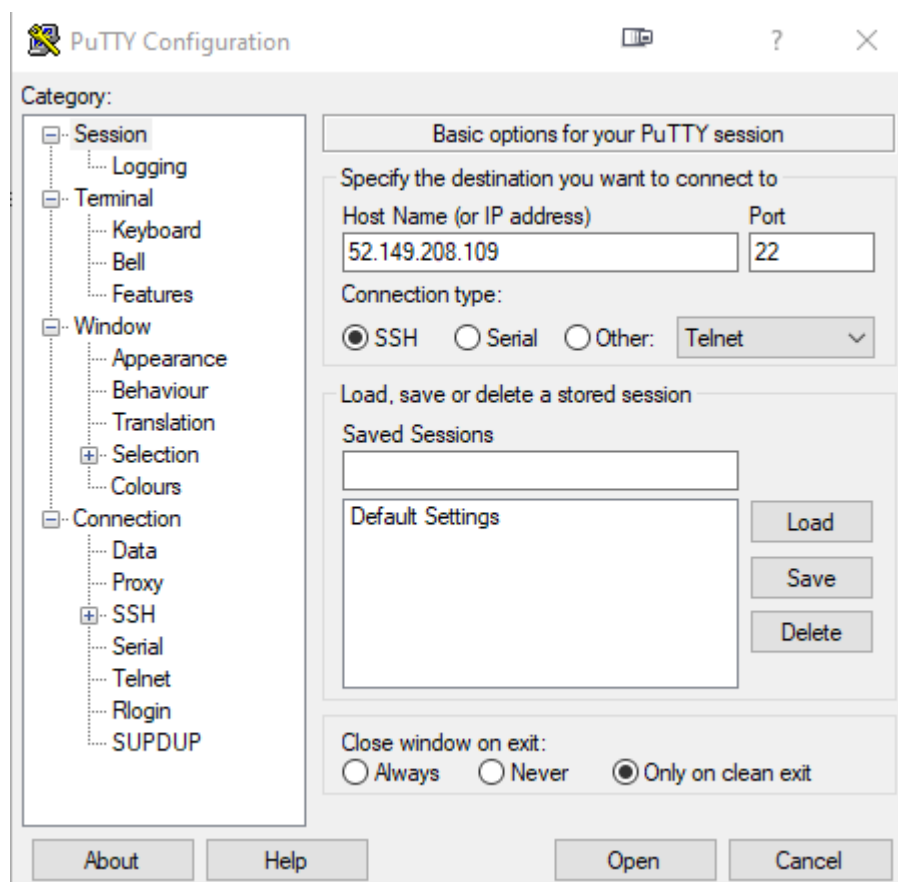 PuTTY Configuration
?
Category:
Session
Logging
Terminal
Keyboard
Bell
Features
Window
Appearance
Behaviour
Translation
Selection
Colours
Connection
Data
Proxy
SSH
Serial
Telnet
Rlogin
SUPDUP
Basic options for your PuTTY session
Specify the destination you want to connect to
Host Name (or IP address) Port
52.149.208.109 22
Connection type:
SSH Serial Other: Telnet
Load, save or delete a stored session
Saved Sessions
Default Settings
Load
Save
Delete
Close window on exit:
Always Never Only on clean exit
About Help Open Cancel